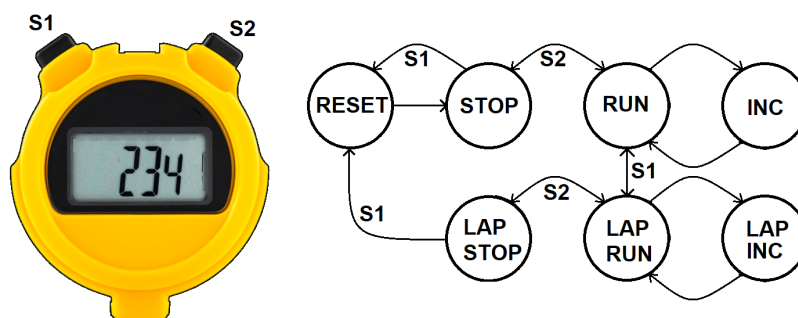 S1
S2
234
S1
S2
RESET
STOP
RUN
INC
S1
S1
S2
LAP
STOP
LAP
RUN
LAP
INC